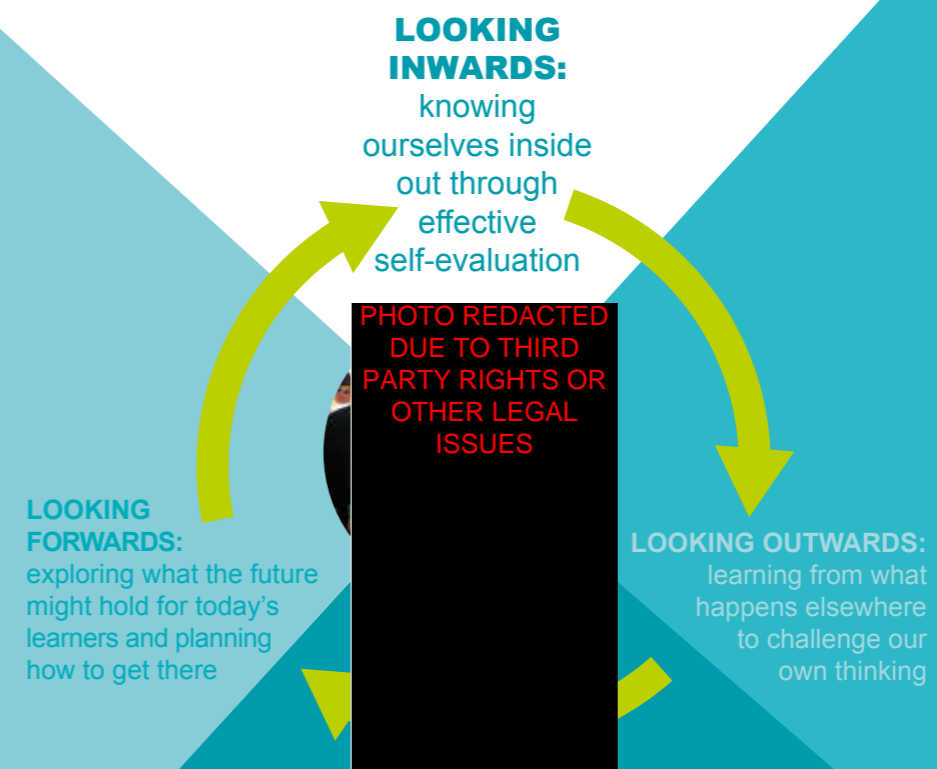 LOOKING
INWARDS:
knowing
ourselves inside
out through
effective
self-evaluation
PHOTO REDACTED
DUE TO THIRD
PARTY RIGHTS OR
OTHER LEGAL
ISSUES
LOOKING
FORWARDS:
exploring what the future
might hold for today’s
learners and planning
how to get there
LOOKING OUTWARDS:
learning from what
happens elsewhere
to challenge our
own thinking